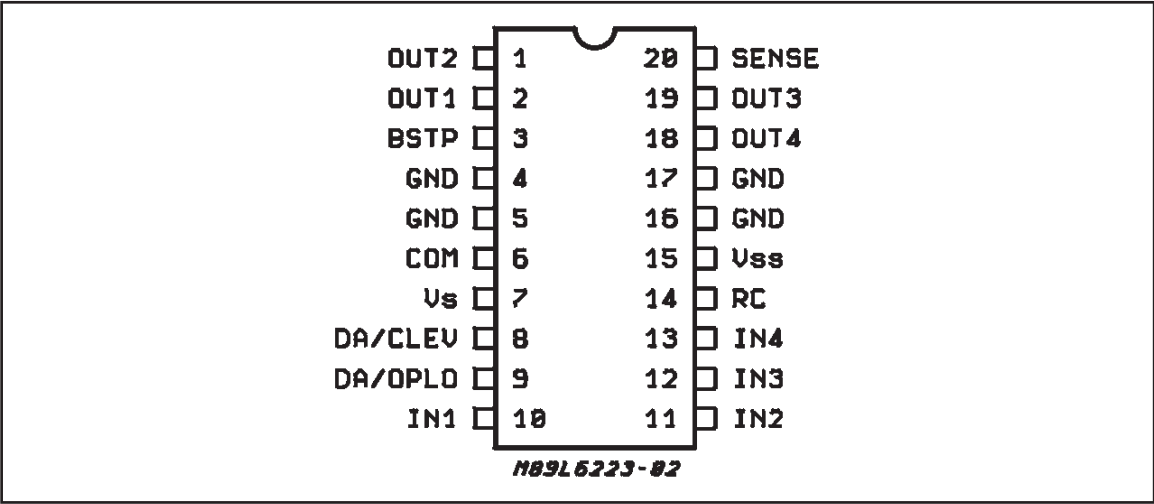 OUT2 1 20 SENSE
OUT1 2 19 OUT3
BSTP 3 18 OUT4
GND 4 17 GND
GND 5 16 GND
COM 6 15 Vss
Vs 7 14 RC
DA/CLEV 8 13 IN4
DA/OPLO 9 12 IN3
IN1 10 11 IN2
M89L6223-02